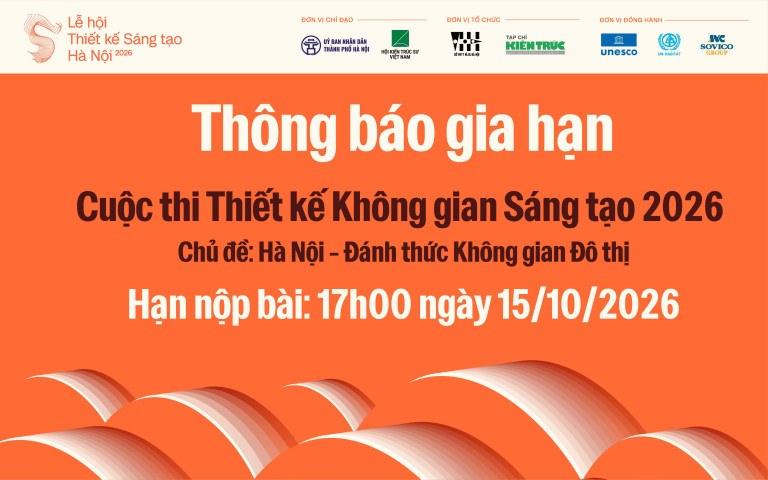 Lễ hội
Thiết kế Sáng tạo
Hà Nội 2026
ĐƠN VỊ CHỈ ĐẠO
ỦY BAN NHÂN DÂN
THÀNH PHỐ HÀ NỘI
HỘI KIẾN TRÚC SƯ
VIỆT NAM
ĐƠN VỊ TỔ CHỨC
TẠP CHÍ
KIẾN TRÚC
ĐƠN VỊ ĐỒNG HÀNH
unesco
UN-HABITAT
SOVICO
GROUP
Thông báo gia hạn
Cuộc thi Thiết kế Không gian Sáng tạo 2026
Chủ đề: Hà Nội - Đánh thức Không gian Đô thị
Hạn nộp bài: 17h00 ngày 15/10/2026